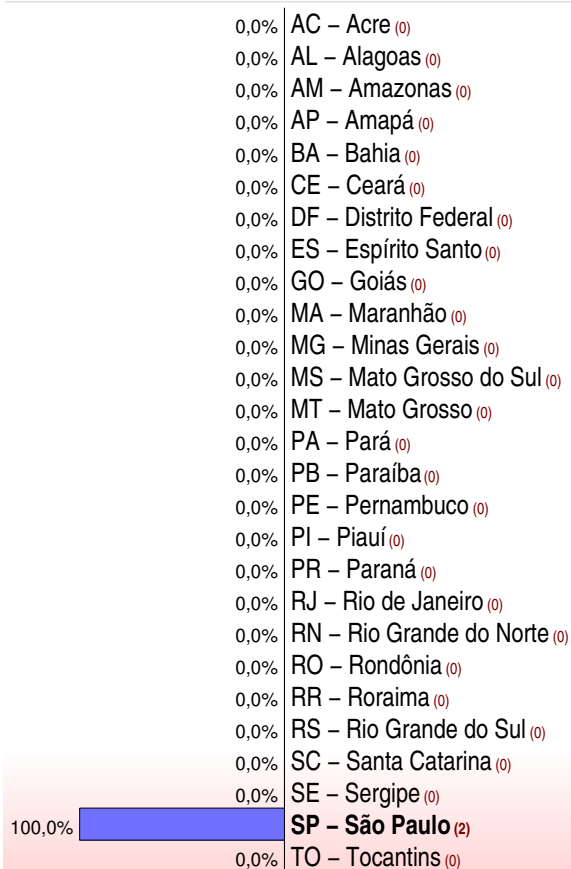 0,0% AC – Acre (0)
0,0% AL – Alagoas (0)
0,0% AM – Amazonas (0)
0,0% AP – Amapá (0)
0,0% BA – Bahia (0)
0,0% CE – Ceará (0)
0,0% DF – Distrito Federal (0)
0,0% ES – Espírito Santo (0)
0,0% GO – Goiás (0)
0,0% MA – Maranhão (0)
0,0% MG – Minas Gerais (0)
0,0% MS – Mato Grosso do Sul (0)
0,0% MT – Mato Grosso (0)
0,0% PA – Pará (0)
0,0% PB – Paraíba (0)
0,0% PE – Pernambuco (0)
0,0% PI – Piauí (0)
0,0% PR – Paraná (0)
0,0% RJ – Rio de Janeiro (0)
0,0% RN – Rio Grande do Norte (0)
0,0% RO – Rondônia (0)
0,0% RR – Roraima (0)
0,0% RS – Rio Grande do Sul (0)
0,0% SC – Santa Catarina (0)
0,0% SE – Sergipe (0)
100,0% SP – São Paulo (2)
0,0% TO – Tocantins (0)